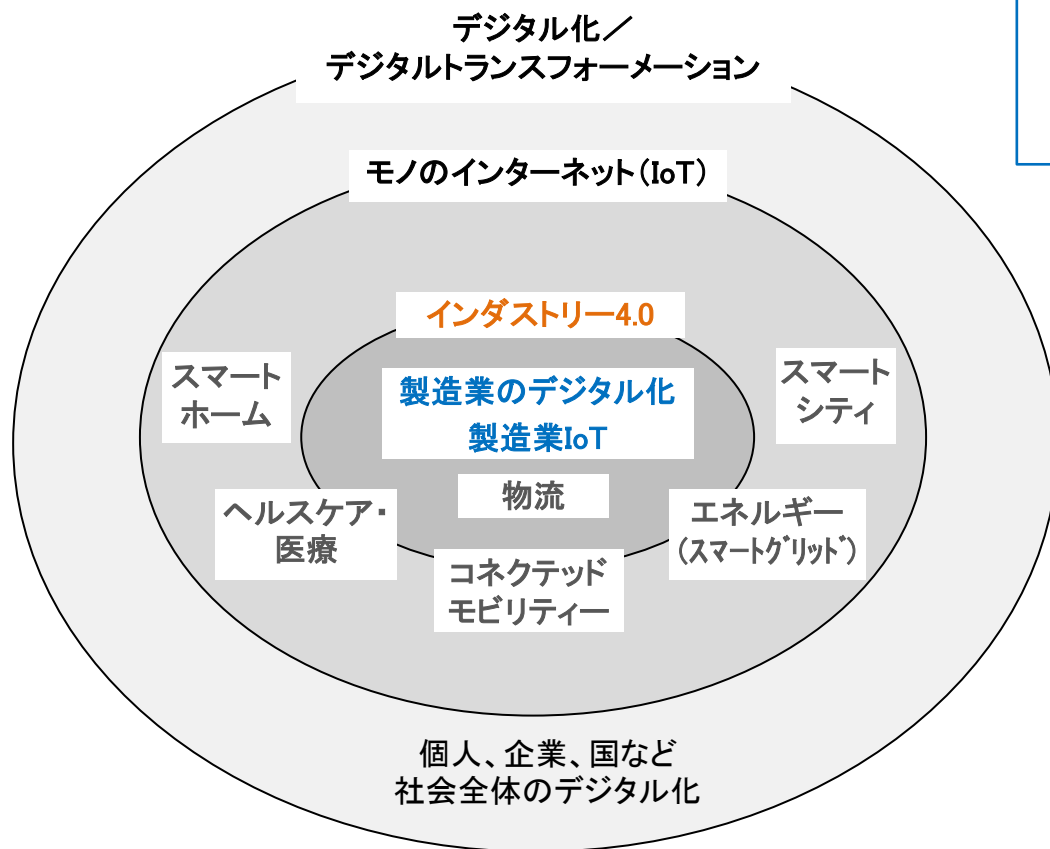 デジタル化／
デジタルトランスフォーメーション
モノのインターネット（IoT）
インダストリー4.0
製造業のデジタル化
製造業IoT
物流
スマート
ホーム
スマート
シティ
ヘルスケア・
医療
エネルギー
（スマートグリッド）
コネクテッド
モビリティー
個人、企業、国など
社会全体のデジタル化